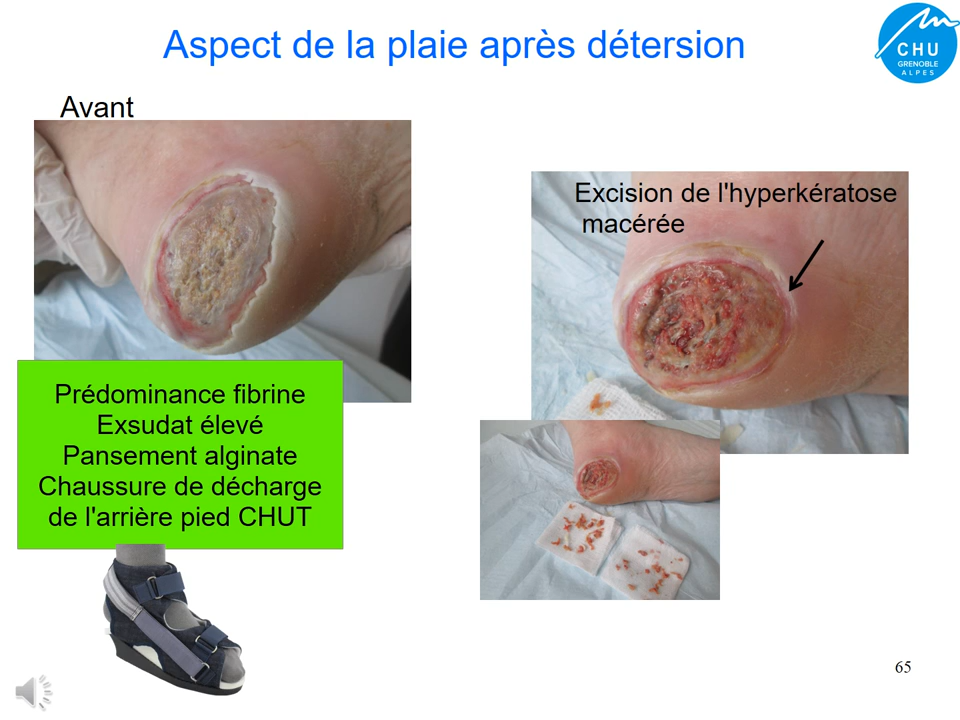 Aspect de la plaie après détersion
CHU
GRENOBLE
ALPES
Avant
Excision de l'hyperkératose
macérée
Prédominance fibrine
Exsudat élevé
Pansement alginate
Chaussure de décharge
de l'arrière pied CHUT
65